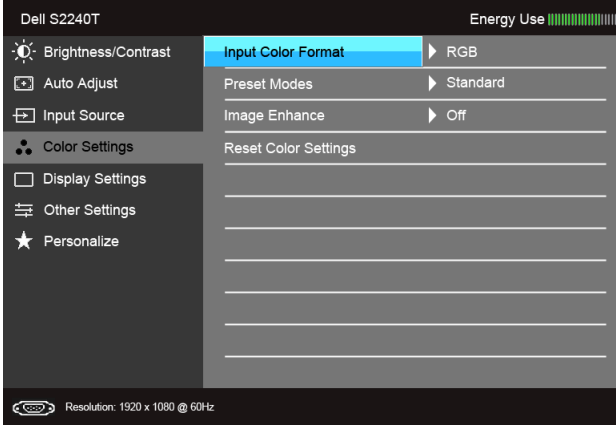 Dell S2240T
Energy Use
Brightness/Contrast
Auto Adjust
Input Source
Color Settings
Display Settings
Other Settings
Personalize
Input Color Format RGB
Preset Modes Standard
Image Enhance Off
Reset Color Settings
Resolution: 1920 x 1080 @ 60Hz